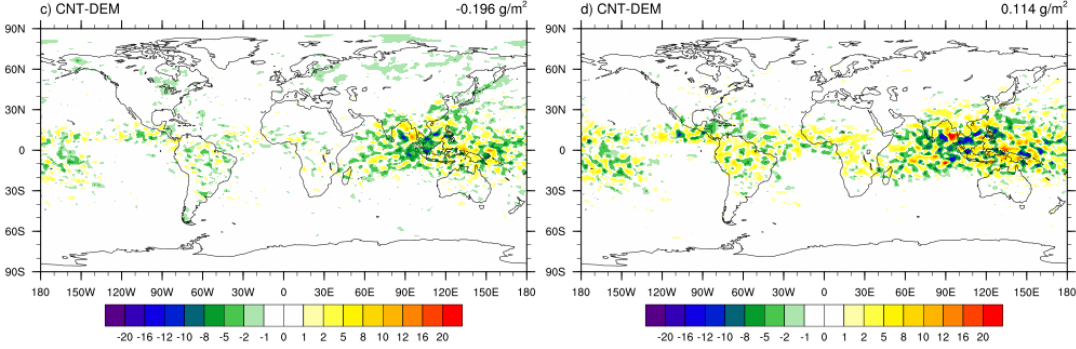 c) CNT-DEM -0.196 g/m²
90N
60N
30N
0
30S
60S
90S
180 150W 120W 90W 60W 30W 0 30E 60E 90E 120E 150E 180
-20 -16 -12 -10 -8 -5 -2 -1 0 1 2 5 8 10 12 16 20
d) CNT-DEM 0.114 g/m²
90N
60N
30N
0
30S
60S
90S
180 150W 120W 90W 60W 30W 0 30E 60E 90E 120E 150E 180
-20 -16 -12 -10 -8 -5 -2 -1 0 1 2 5 8 10 12 16 20